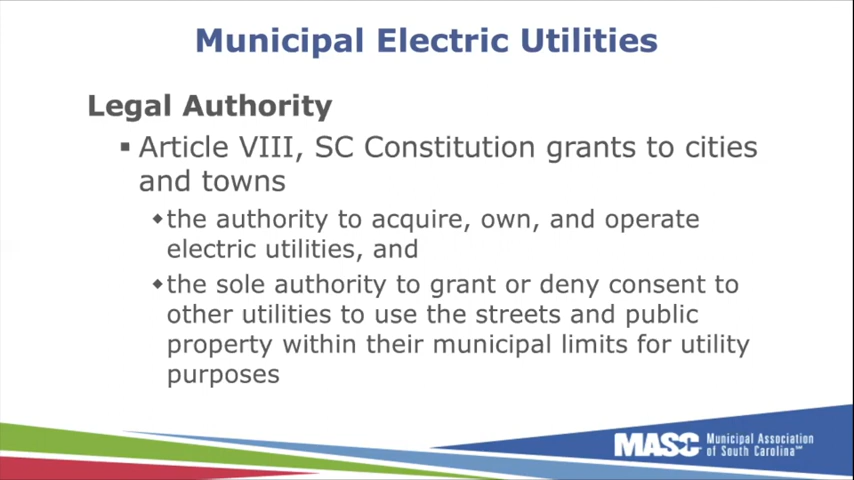 Municipal Electric Utilities
Legal Authority
▪ Article VIII, SC Constitution grants to cities
and towns
◆the authority to acquire, own, and operate
electric utilities, and
◆the sole authority to grant or deny consent to
other utilities to use the streets and public
property within their municipal limits for utility
purposes
MASC Municipal Association
of South Carolina℠